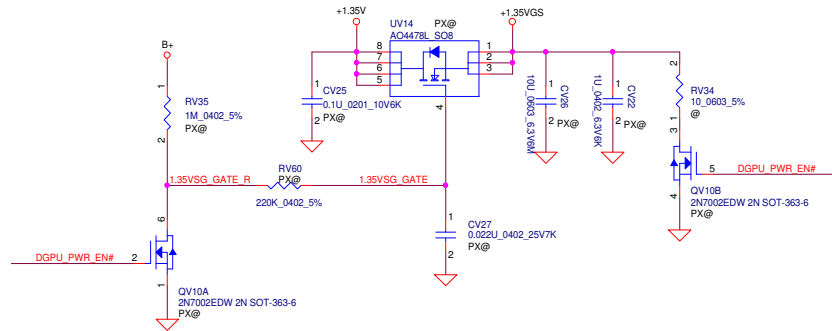 +1.35V
+1.35VGS
UV14
PX@
AO4478L_SO8
B+
8
7
6
5
1
2
3
4
1
CV25
0.1U_0201_10V6K
2
PX@
1
RV35
1M_0402_5%
PX@
2
1
CV26
10U_0603_6.3V6M
2
PX@
1
CV22
1U_0402_6.3V6K
2
PX@
2
RV34
10_0603_5%
@
1
3
5
DGPU_PWR_EN#
4
QV10B
2N7002EDW 2N SOT-363-6
PX@
RV60
PX@
1.35VSG_GATE_R
1.35VSG_GATE
220K_0402_5%
1
CV27
0.022U_0402_25V7K
PX@
2
6
DGPU_PWR_EN#
2
1
QV10A
2N7002EDW 2N SOT-363-6
PX@